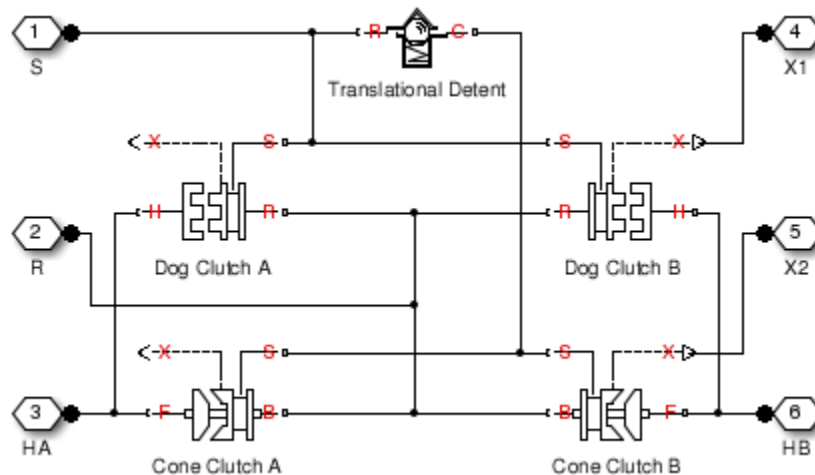 1 R C 4
S X1
Translational Detent
X S S X
H R R H
2 5
R Dog Clutch A Dog Clutch B X2
X S S X
3 F B B F 6
HA HB
Cone Clutch A Cone Clutch B